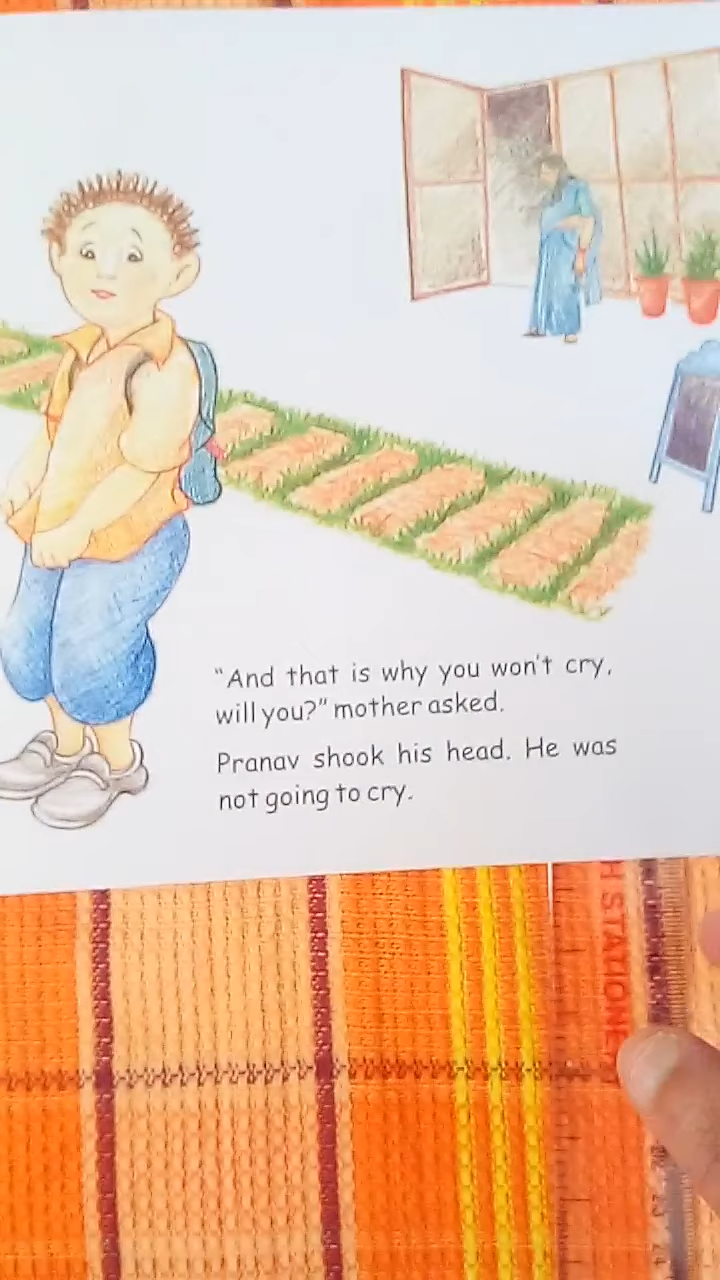 "And that is why you won't cry,
will you?" mother asked.
Pranav shook his head. He was
not going to cry.
H STATIONE